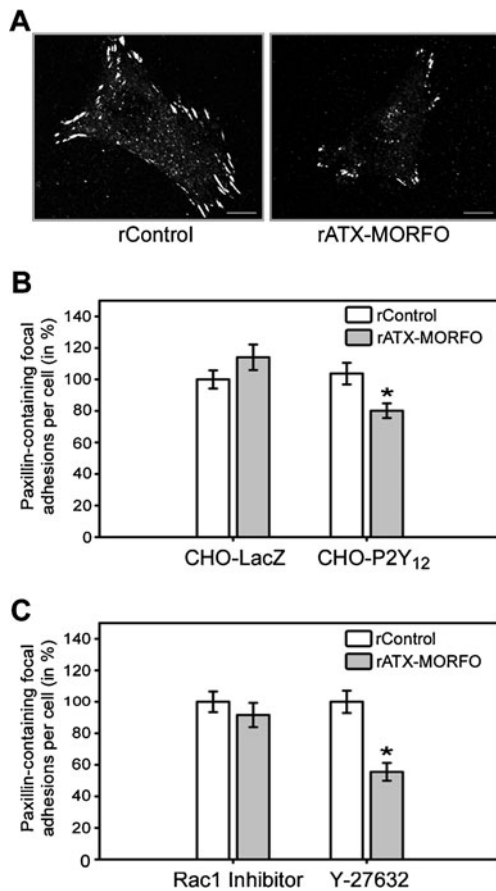 A
rControl
rATX-MORFO
B
Paxillin-containing focal
adhesions per cell (in %)
140
120
100
80
60
40
20
0
rControl
rATX-MORFO
*
CHO-LacZ
CHO-P2Y₁₂
C
Paxillin-containing focal
adhesions per cell (in %)
140
120
100
80
60
40
20
0
rControl
rATX-MORFO
*
Rac1 Inhibitor
Y-27632